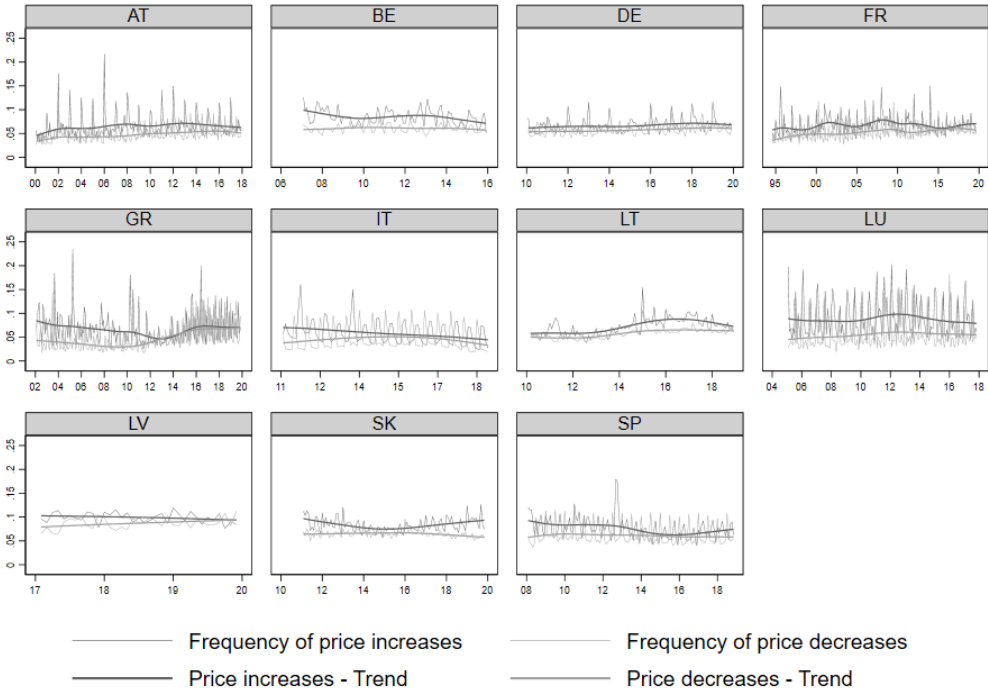 AT BE DE FR
0 .05 .1 .15 .2 .25
00 02 04 06 08 10 12 14 16 18
06 08 10 12 14 16
10 12 14 16 18 20
95 00 05 10 15 20
GR IT LT LU
0 .05 .1 .15 .2 .25
02 04 06 08 10 12 14 16 18 20
11 12 13 14 15 16 17 18
10 12 14 16 18
04 06 08 10 12 14 16 18
LV SK SP
0 .05 .1 .15 .2 .25
17 18 19 20
10 12 14 16 18 20
08 10 12 14 16 18
Frequency of price increases Frequency of price decreases
Price increases - Trend Price decreases - Trend